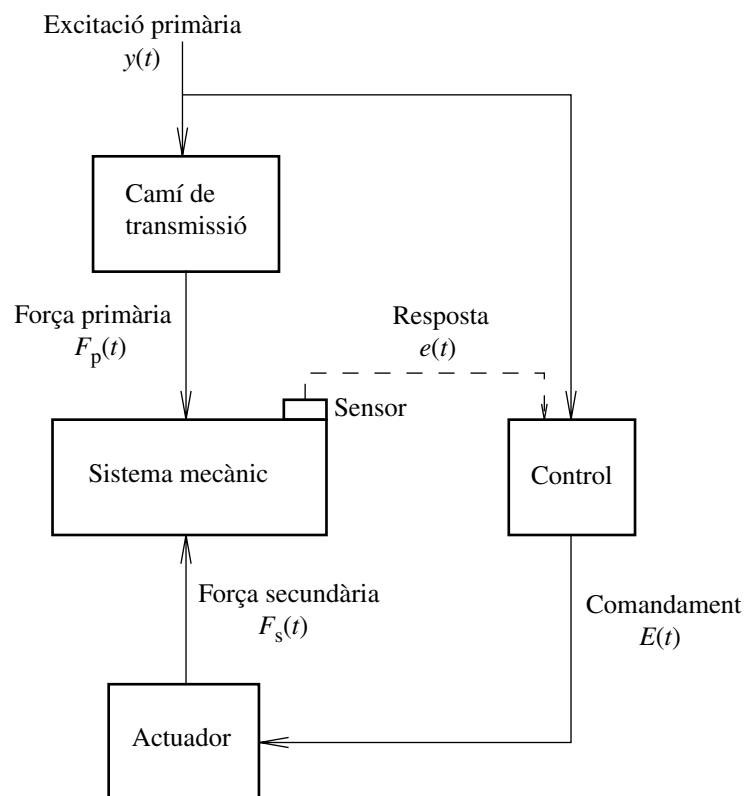 Excitació primària
y(t)
Camí de
transmissió
Força primària
Fp(t)
Resposta
e(t)
Sensor
Sistema mecànic
Control
Força secundària
Fs(t)
Comandament
E(t)
Actuador